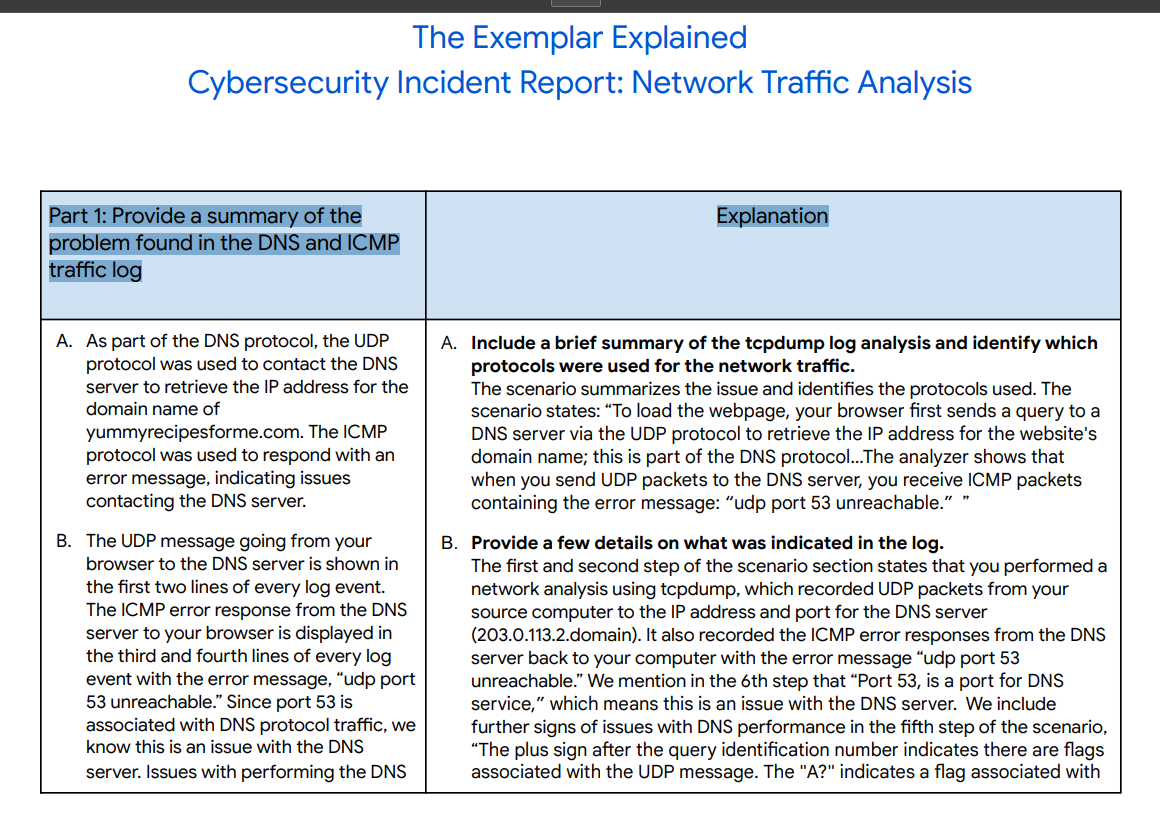 The Exemplar Explained
Cybersecurity Incident Report: Network Traffic Analysis
Part 1: Provide a summary of the
problem found in the DNS and ICMP
traffic log
Explanation
A. As part of the DNS protocol, the UDP
protocol was used to contact the DNS
server to retrieve the IP address for the
domain name of
yummyrecipesforme.com. The ICMP
protocol was used to respond with an
error message, indicating issues
contacting the DNS server.
B. The UDP message going from your
browser to the DNS server is shown in
the first two lines of every log event.
The ICMP error response from the DNS
server to your browser is displayed in
the third and fourth lines of every log
event with the error message, “udp port
53 unreachable.” Since port 53 is
associated with DNS protocol traffic, we
know this is an issue with the DNS
server. Issues with performing the DNS
A. Include a brief summary of the tcpdump log analysis and identify which
protocols were used for the network traffic.
The scenario summarizes the issue and identifies the protocols used. The
scenario states: “To load the webpage, your browser first sends a query to a
DNS server via the UDP protocol to retrieve the IP address for the website's
domain name; this is part of the DNS protocol...The analyzer shows that
when you send UDP packets to the DNS server, you receive ICMP packets
containing the error message: “udp port 53 unreachable.” ”
B. Provide a few details on what was indicated in the log.
The first and second step of the scenario section states that you performed a
network analysis using tcpdump, which recorded UDP packets from your
source computer to the IP address and port for the DNS server
(203.0.113.2.domain). It also recorded the ICMP error responses from the DNS
server back to your computer with the error message “udp port 53
unreachable.” We mention in the 6th step that “Port 53, is a port for DNS
service,” which means this is an issue with the DNS server. We include
further signs of issues with DNS performance in the fifth step of the scenario,
“The plus sign after the query identification number indicates there are flags
associated with the UDP message. The "A?" indicates a flag associated with